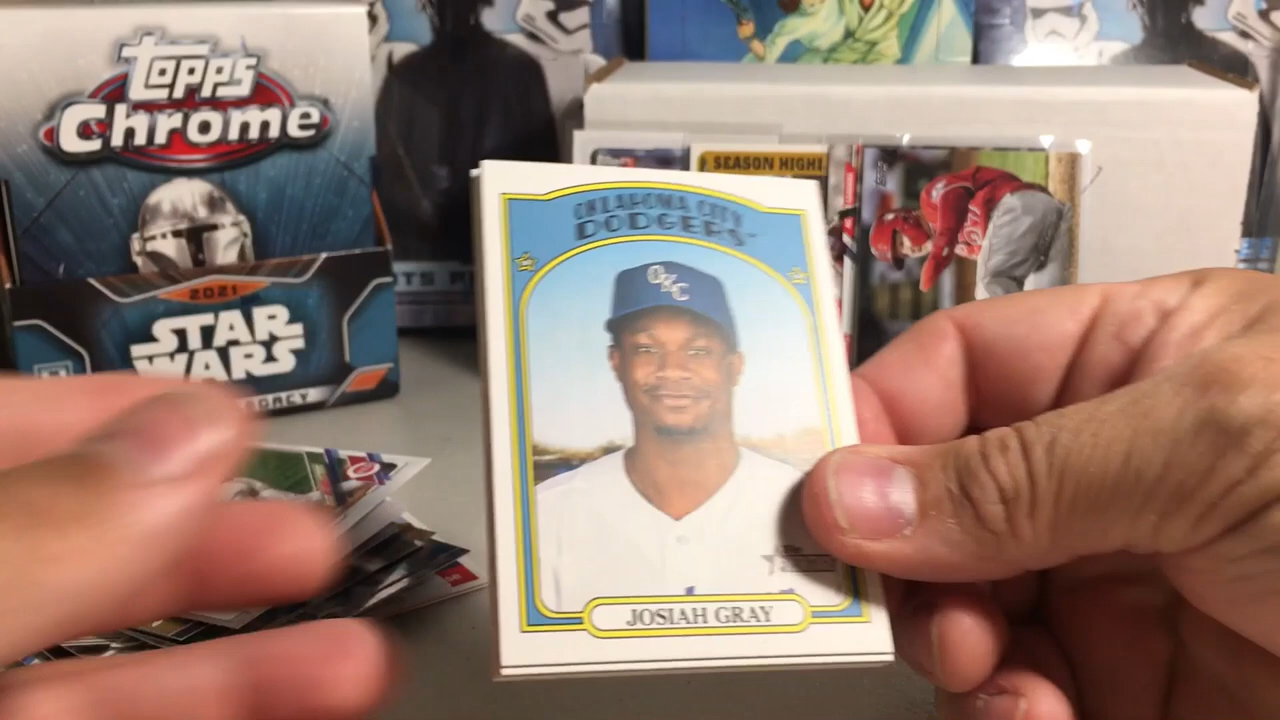 Topps
Chrome
2021
STAR
WARS
SEASON HIGHL
OKLAHOMA CITY
DODGERS
OKC
JOSIAH GRAY